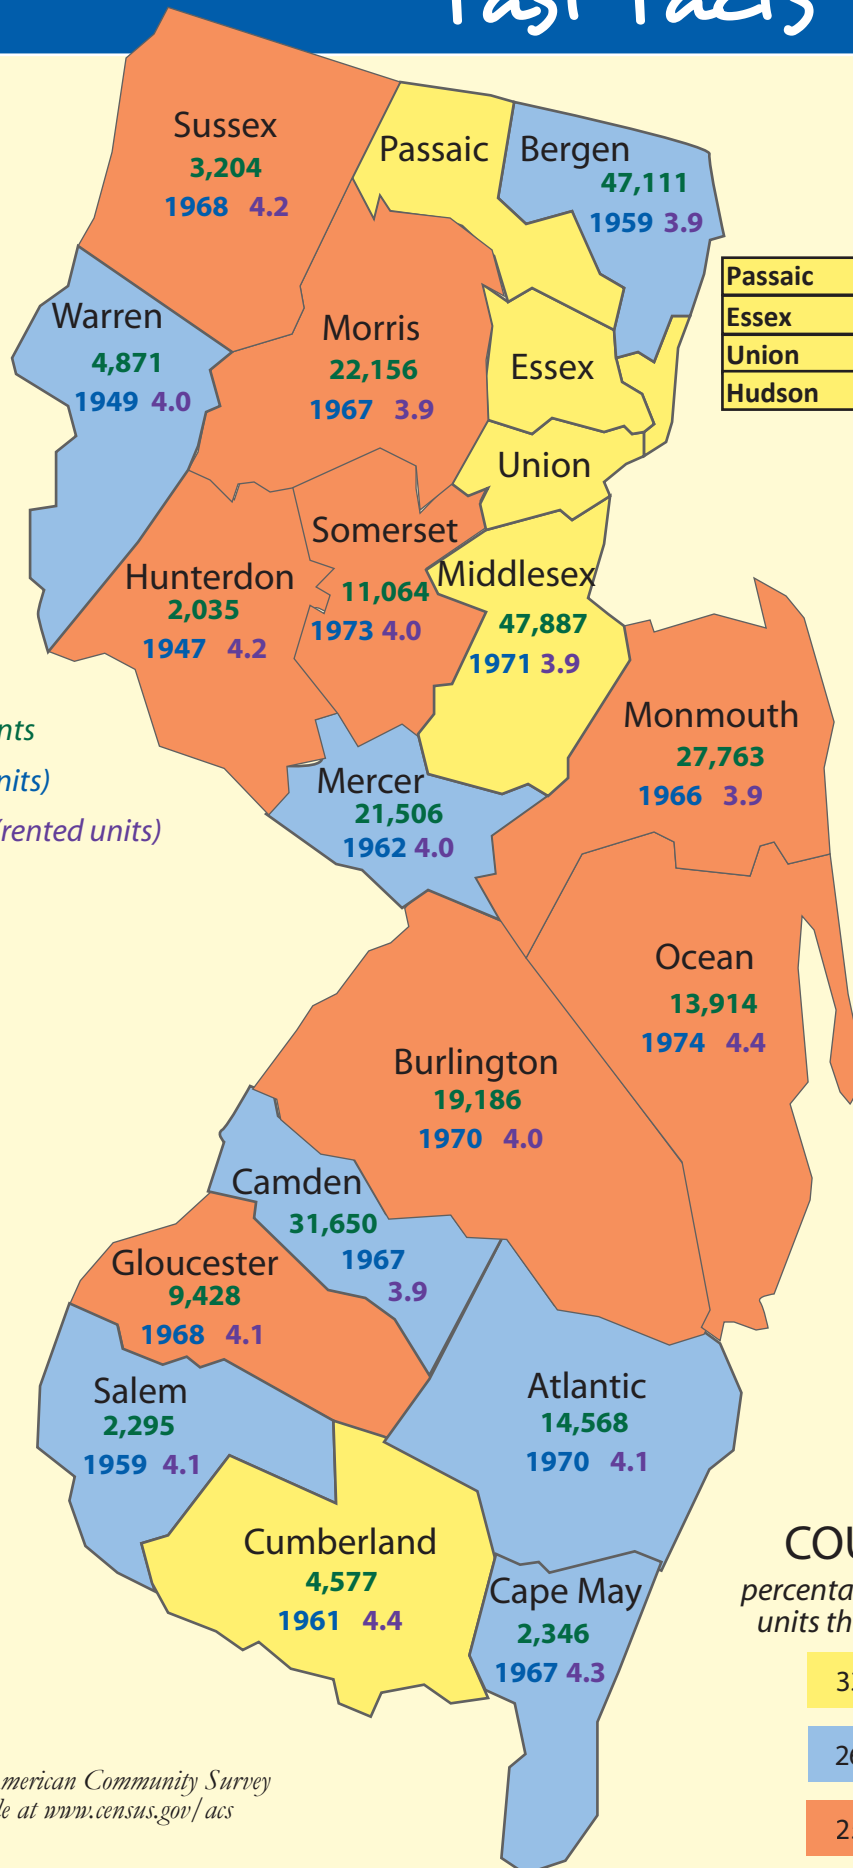 Fast Facts
Sussex
3,204
1968 4.2
Passaic
Bergen
47,111
1959 3.9
Passaic
Essex
Union
Hudson
Warren
4,871
1949 4.0
Morris
22,156
1967 3.9
Essex
Union
Somerset
11,064
1973 4.0
Hunterdon
2,035
1947 4.2
Middlesex
47,887
1971 3.9
Monmouth
27,763
1966 3.9
Mercer
21,506
1962 4.0
rented units)
Ocean
13,914
1974 4.4
Burlington
19,186
1970 4.0
Camden
31,650
1967
3.9
Gloucester
9,428
1968 4.1
Salem
2,295
1959 4.1
Atlantic
14,568
1970 4.1
Cumberland
4,577
1961 4.4
Cape May
2,346
1967 4.3
units
merican Community Survey
at www.census.gov/acs